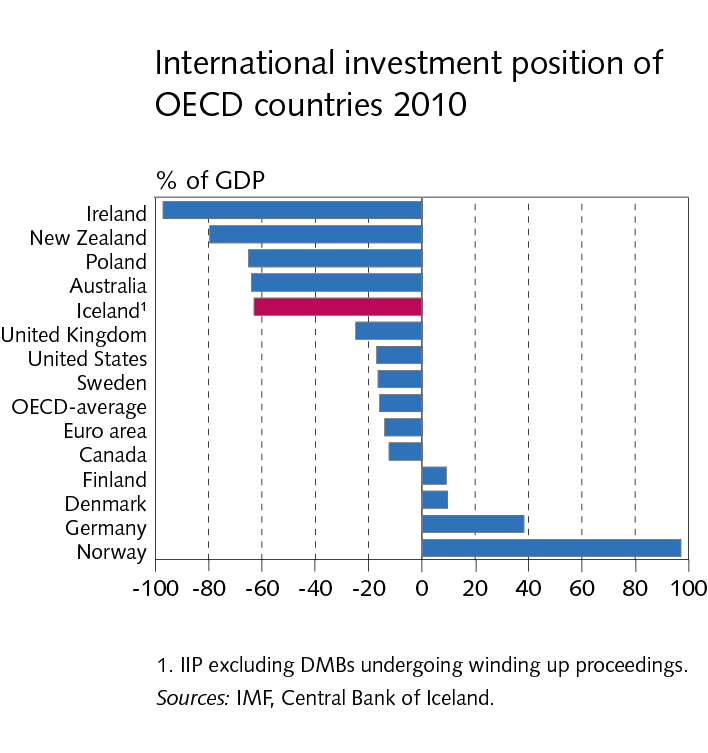 International investment position of
OECD countries 2010
% of GDP
Ireland
New Zealand
Poland
Australia
Iceland¹
United Kingdom
United States
Sweden
OECD-average
Euro area
Canada
Finland
Denmark
Germany
Norway
-100 -80 -60 -40 -20 0 20 40 60 80 100
1. IIP excluding DMBs undergoing winding up proceedings.
Sources: IMF, Central Bank of Iceland.